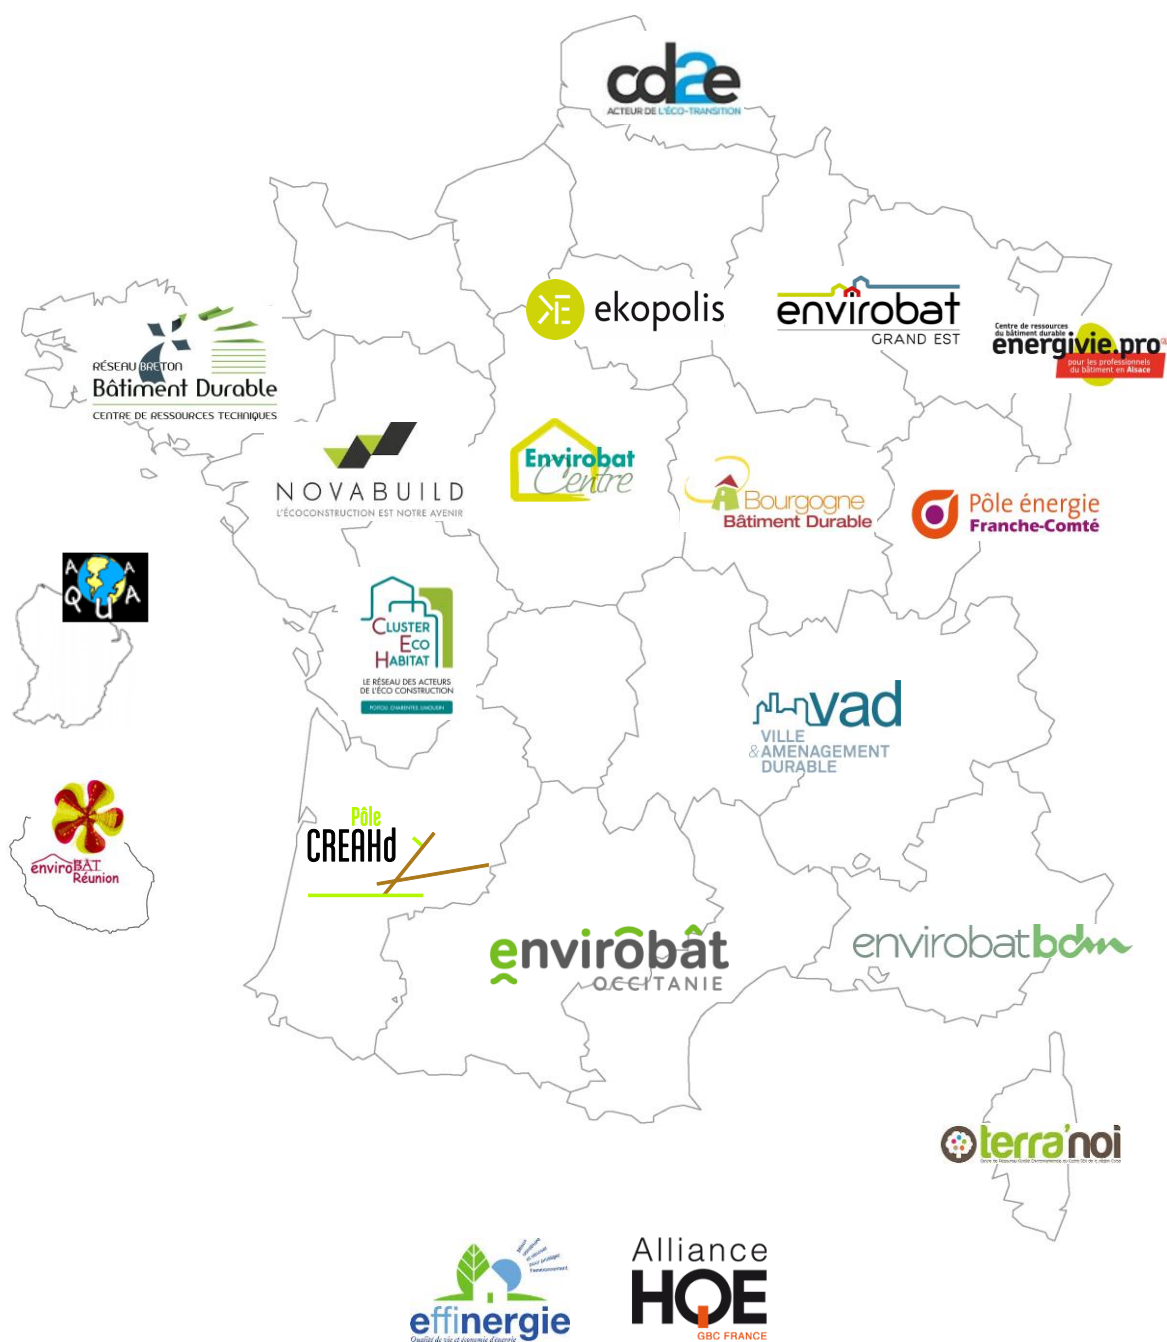 cd2e
ACTEUR DE L'ÉCO-TRANSITION
ekopolis
envirobat
GRAND EST
Centre de ressources
du bâtiment durable
energivie.pro
pour les professionnels
du bâtiment en Alsace
RÉSEAU BRETON
Bâtiment Durable
CENTRE DE RESSOURCES TECHNIQUES
NOVABUILD
L'ÉCOCONSTRUCTION EST NOTRE AVENIR
Envirobat
Centre
Bourgogne
Bâtiment Durable
Pôle énergie
Franche-Comté
A A
Q U A
CLUSTER
ECO
HABITAT
LE RÉSEAU DES ACTEURS
DE L'ÉCO CONSTRUCTION
POITOU CHARENTES LIMOUSIN
vad
VILLE
& AMENAGEMENT
DURABLE
Pôle
CREAHd
enviroBAT
Réunion
envirobât
OCCITANIE
envirobatbdm
terra'noi
effinergie
Qualité de vie et économie d'énergie
Alliance
HQE
GBC FRANCE